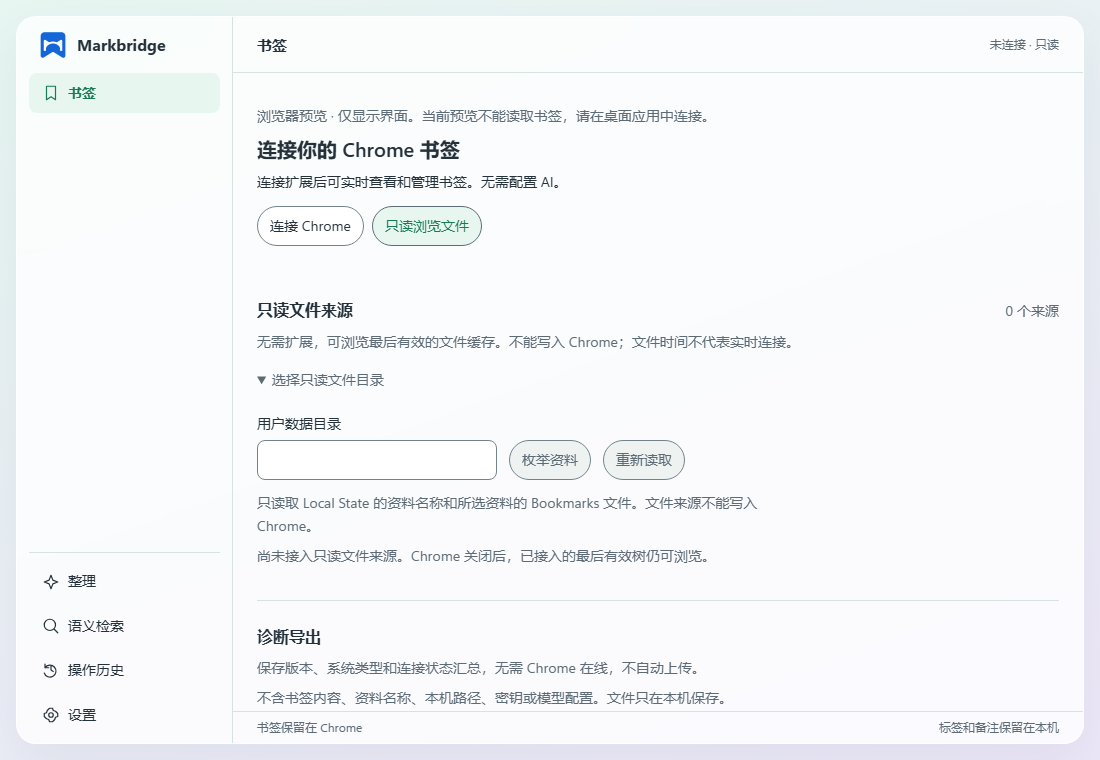 Markbridge
书签
整理
语义检索
操作历史
设置
书签
未连接 · 只读
浏览器预览 · 仅显示界面。当前预览不能读取书签，请在桌面应用中连接。
连接你的 Chrome 书签
连接扩展后可实时查看和管理书签。无需配置 AI。
连接 Chrome
只读浏览文件
只读文件来源
0 个来源
无需扩展，可浏览最后有效的文件缓存。不能写入 Chrome；文件时间不代表实时连接。
▼ 选择只读文件目录
用户数据目录
枚举资料
重新读取
只读取 Local State 的资料名称和所选资料的 Bookmarks 文件。文件来源不能写入
Chrome。
尚未接入只读文件来源。Chrome 关闭后，已接入的最后有效树仍可浏览。
诊断导出
保存版本、系统类型和连接状态汇总，无需 Chrome 在线，不自动上传。
不含书签内容、资料名称、本机路径、密钥或模型配置。文件只在本机保存。
书签保留在 Chrome
标签和备注保留在本机